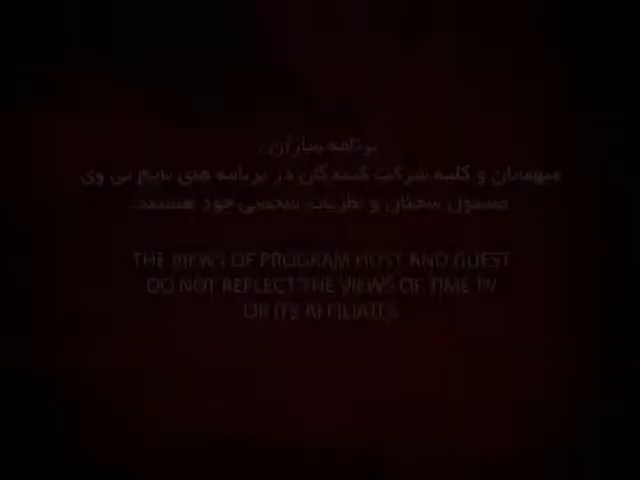 برنامه سازان ،
میهمانان و کلیه شرکت کنندگان در برنامه های تایم تی وی
مسئول سخنان و نظریات شخصی خود هستند.
THE VIEWS OF PROGRAM HOST AND GUEST
DO NOT REFLECT THE VIEWS OF TIME TV
OR ITS AFFILIATES